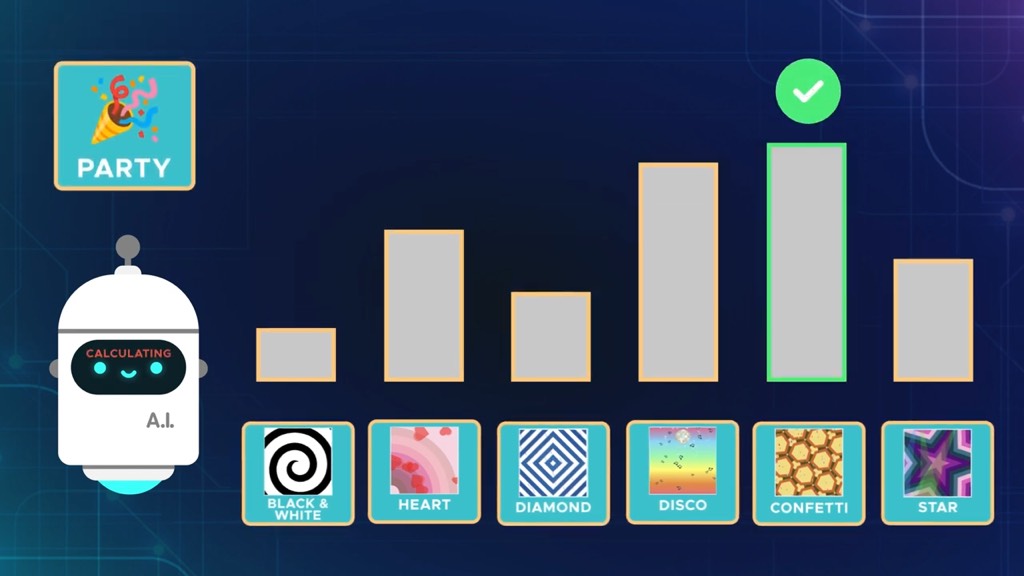 PARTY
CALCULATING
A.I.
BLACK &
WHITE
HEART
DIAMOND
DISCO
CONFETTI
STAR